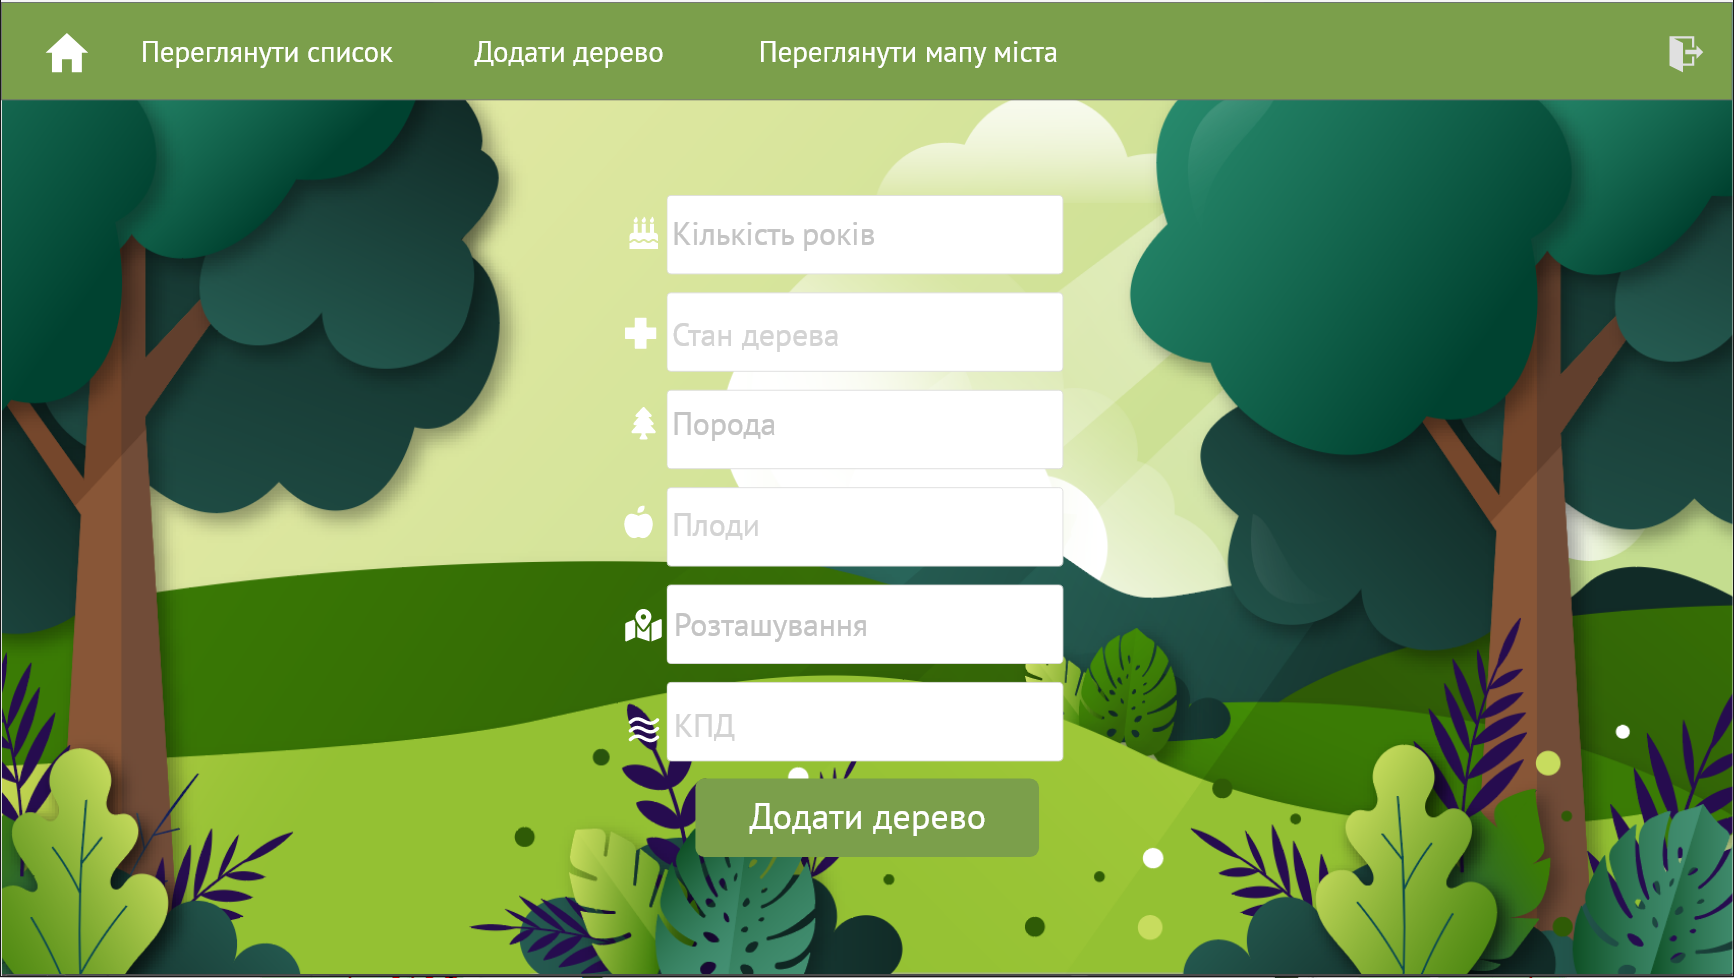 Переглянути список
Додати дерево
Переглянути мапу міста
Кількість років
Стан дерева
Порода
Плоди
Розташування
КПД
Додати дерево